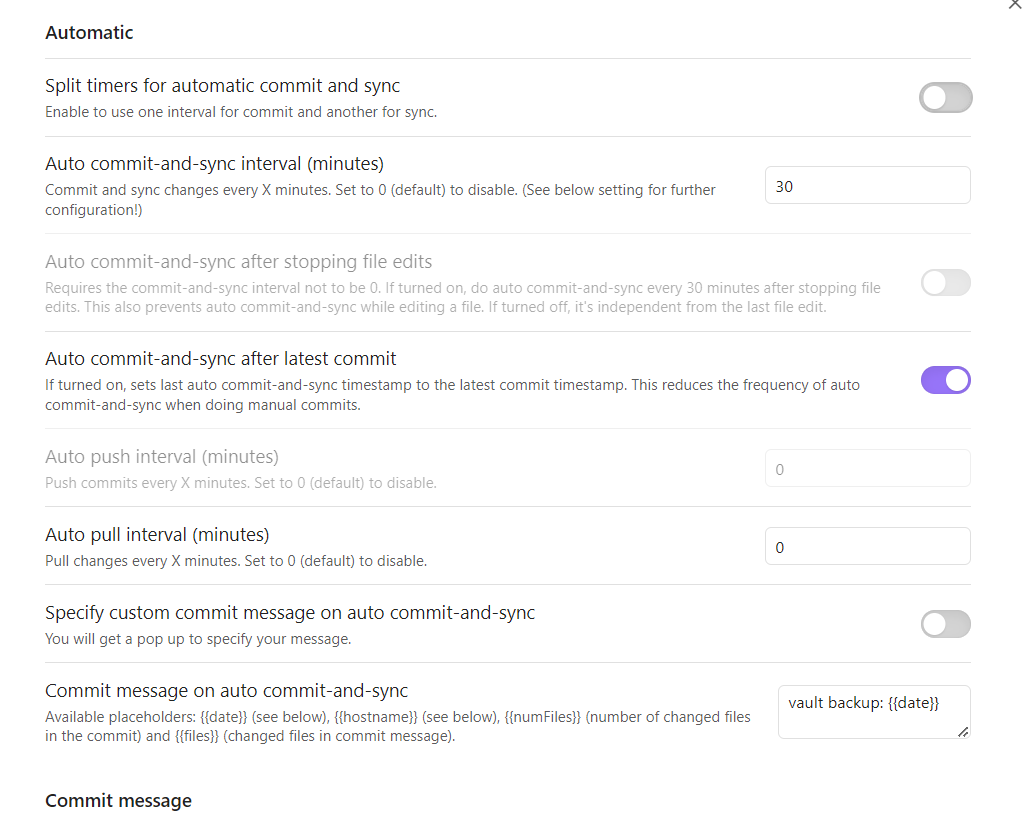 Automatic
Split timers for automatic commit and sync
Enable to use one interval for commit and another for sync.
Auto commit-and-sync interval (minutes)
Commit and sync changes every X minutes. Set to 0 (default) to disable. (See below setting for further
configuration!)
30
Auto commit-and-sync after stopping file edits
Requires the commit-and-sync interval not to be 0. If turned on, do auto commit-and-sync every 30 minutes after stopping file
edits. This also prevents auto commit-and-sync while editing a file. If turned off, it's independent from the last file edit.
Auto commit-and-sync after latest commit
If turned on, sets last auto commit-and-sync timestamp to the latest commit timestamp. This reduces the frequency of auto
commit-and-sync when doing manual commits.
Auto push interval (minutes)
Push commits every X minutes. Set to 0 (default) to disable.
0
Auto pull interval (minutes)
Pull changes every X minutes. Set to 0 (default) to disable.
0
Specify custom commit message on auto commit-and-sync
You will get a pop up to specify your message.
Commit message on auto commit-and-sync
Available placeholders: {{date}} (see below), {{hostname}} (see below), {{numFiles}} (number of changed files
in the commit) and {{files}} (changed files in commit message).
vault backup: {{date}}
Commit message